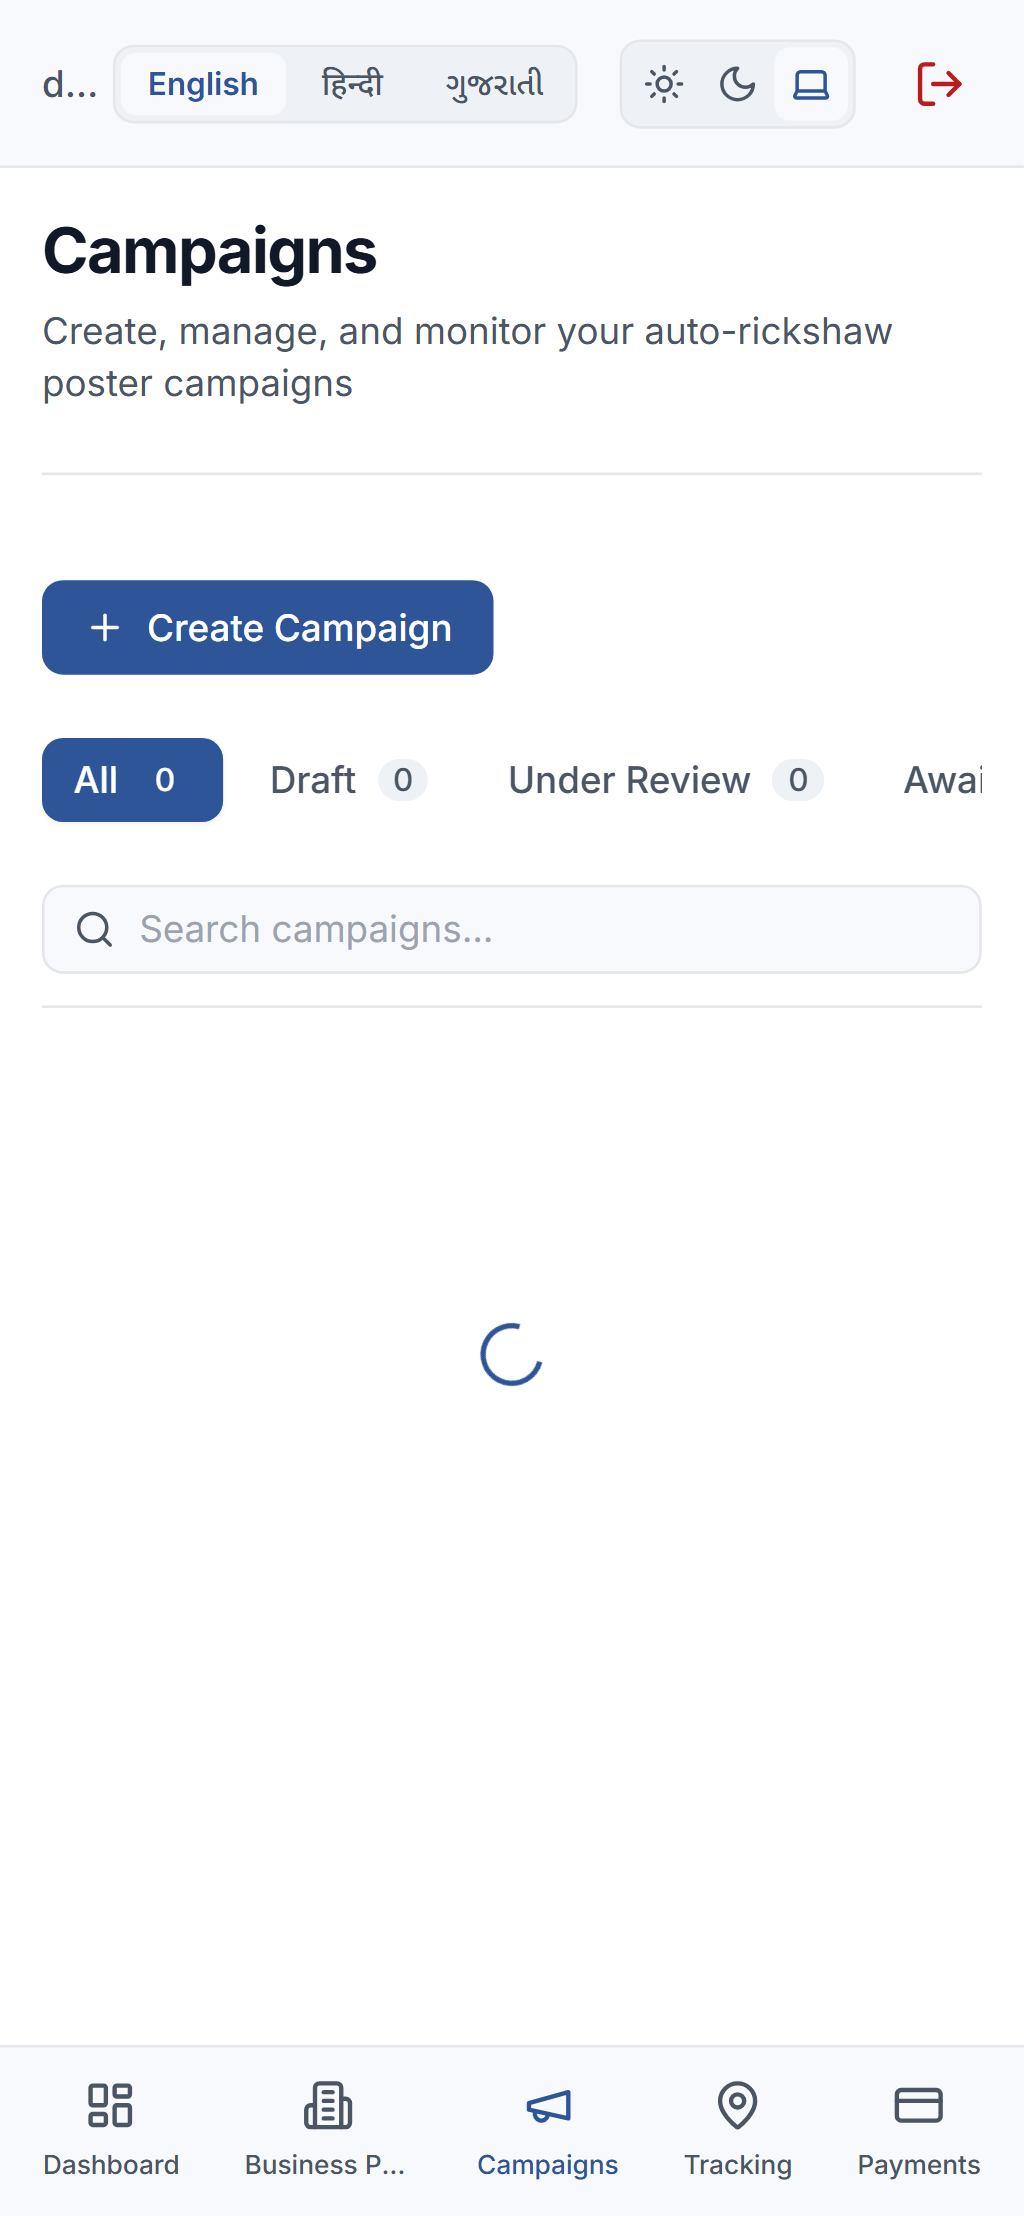 d...
English
हिन्दी
ગુજરાતી
Campaigns
Create, manage, and monitor your auto-rickshaw
poster campaigns
Create Campaign
All 0
Draft 0
Under Review 0
Awai
Search campaigns...
Dashboard
Business P...
Campaigns
Tracking
Payments